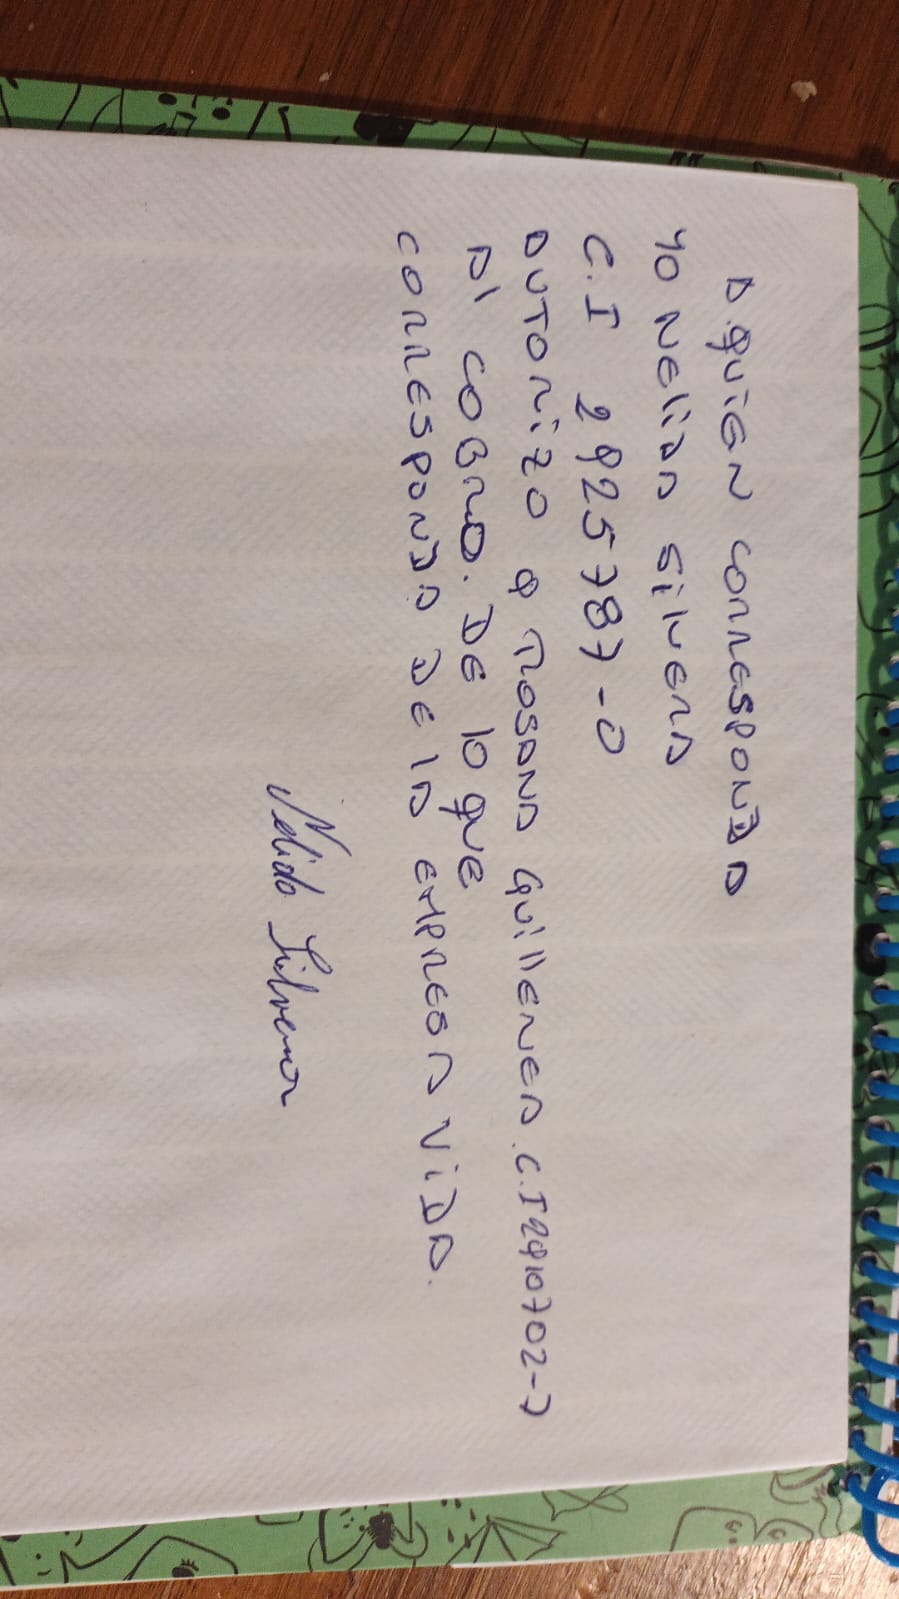 A QUIEN CORRESPONDA
YO NELIDA SILVERA
C.I 2925787-0
AUTORIZO A ROSANA GUILLENEA.C.I2910702-7
Al COBRO. DE lO QUE
CORRESPONDA DE lA EMPRESA ViDA.
Nelida Silvera